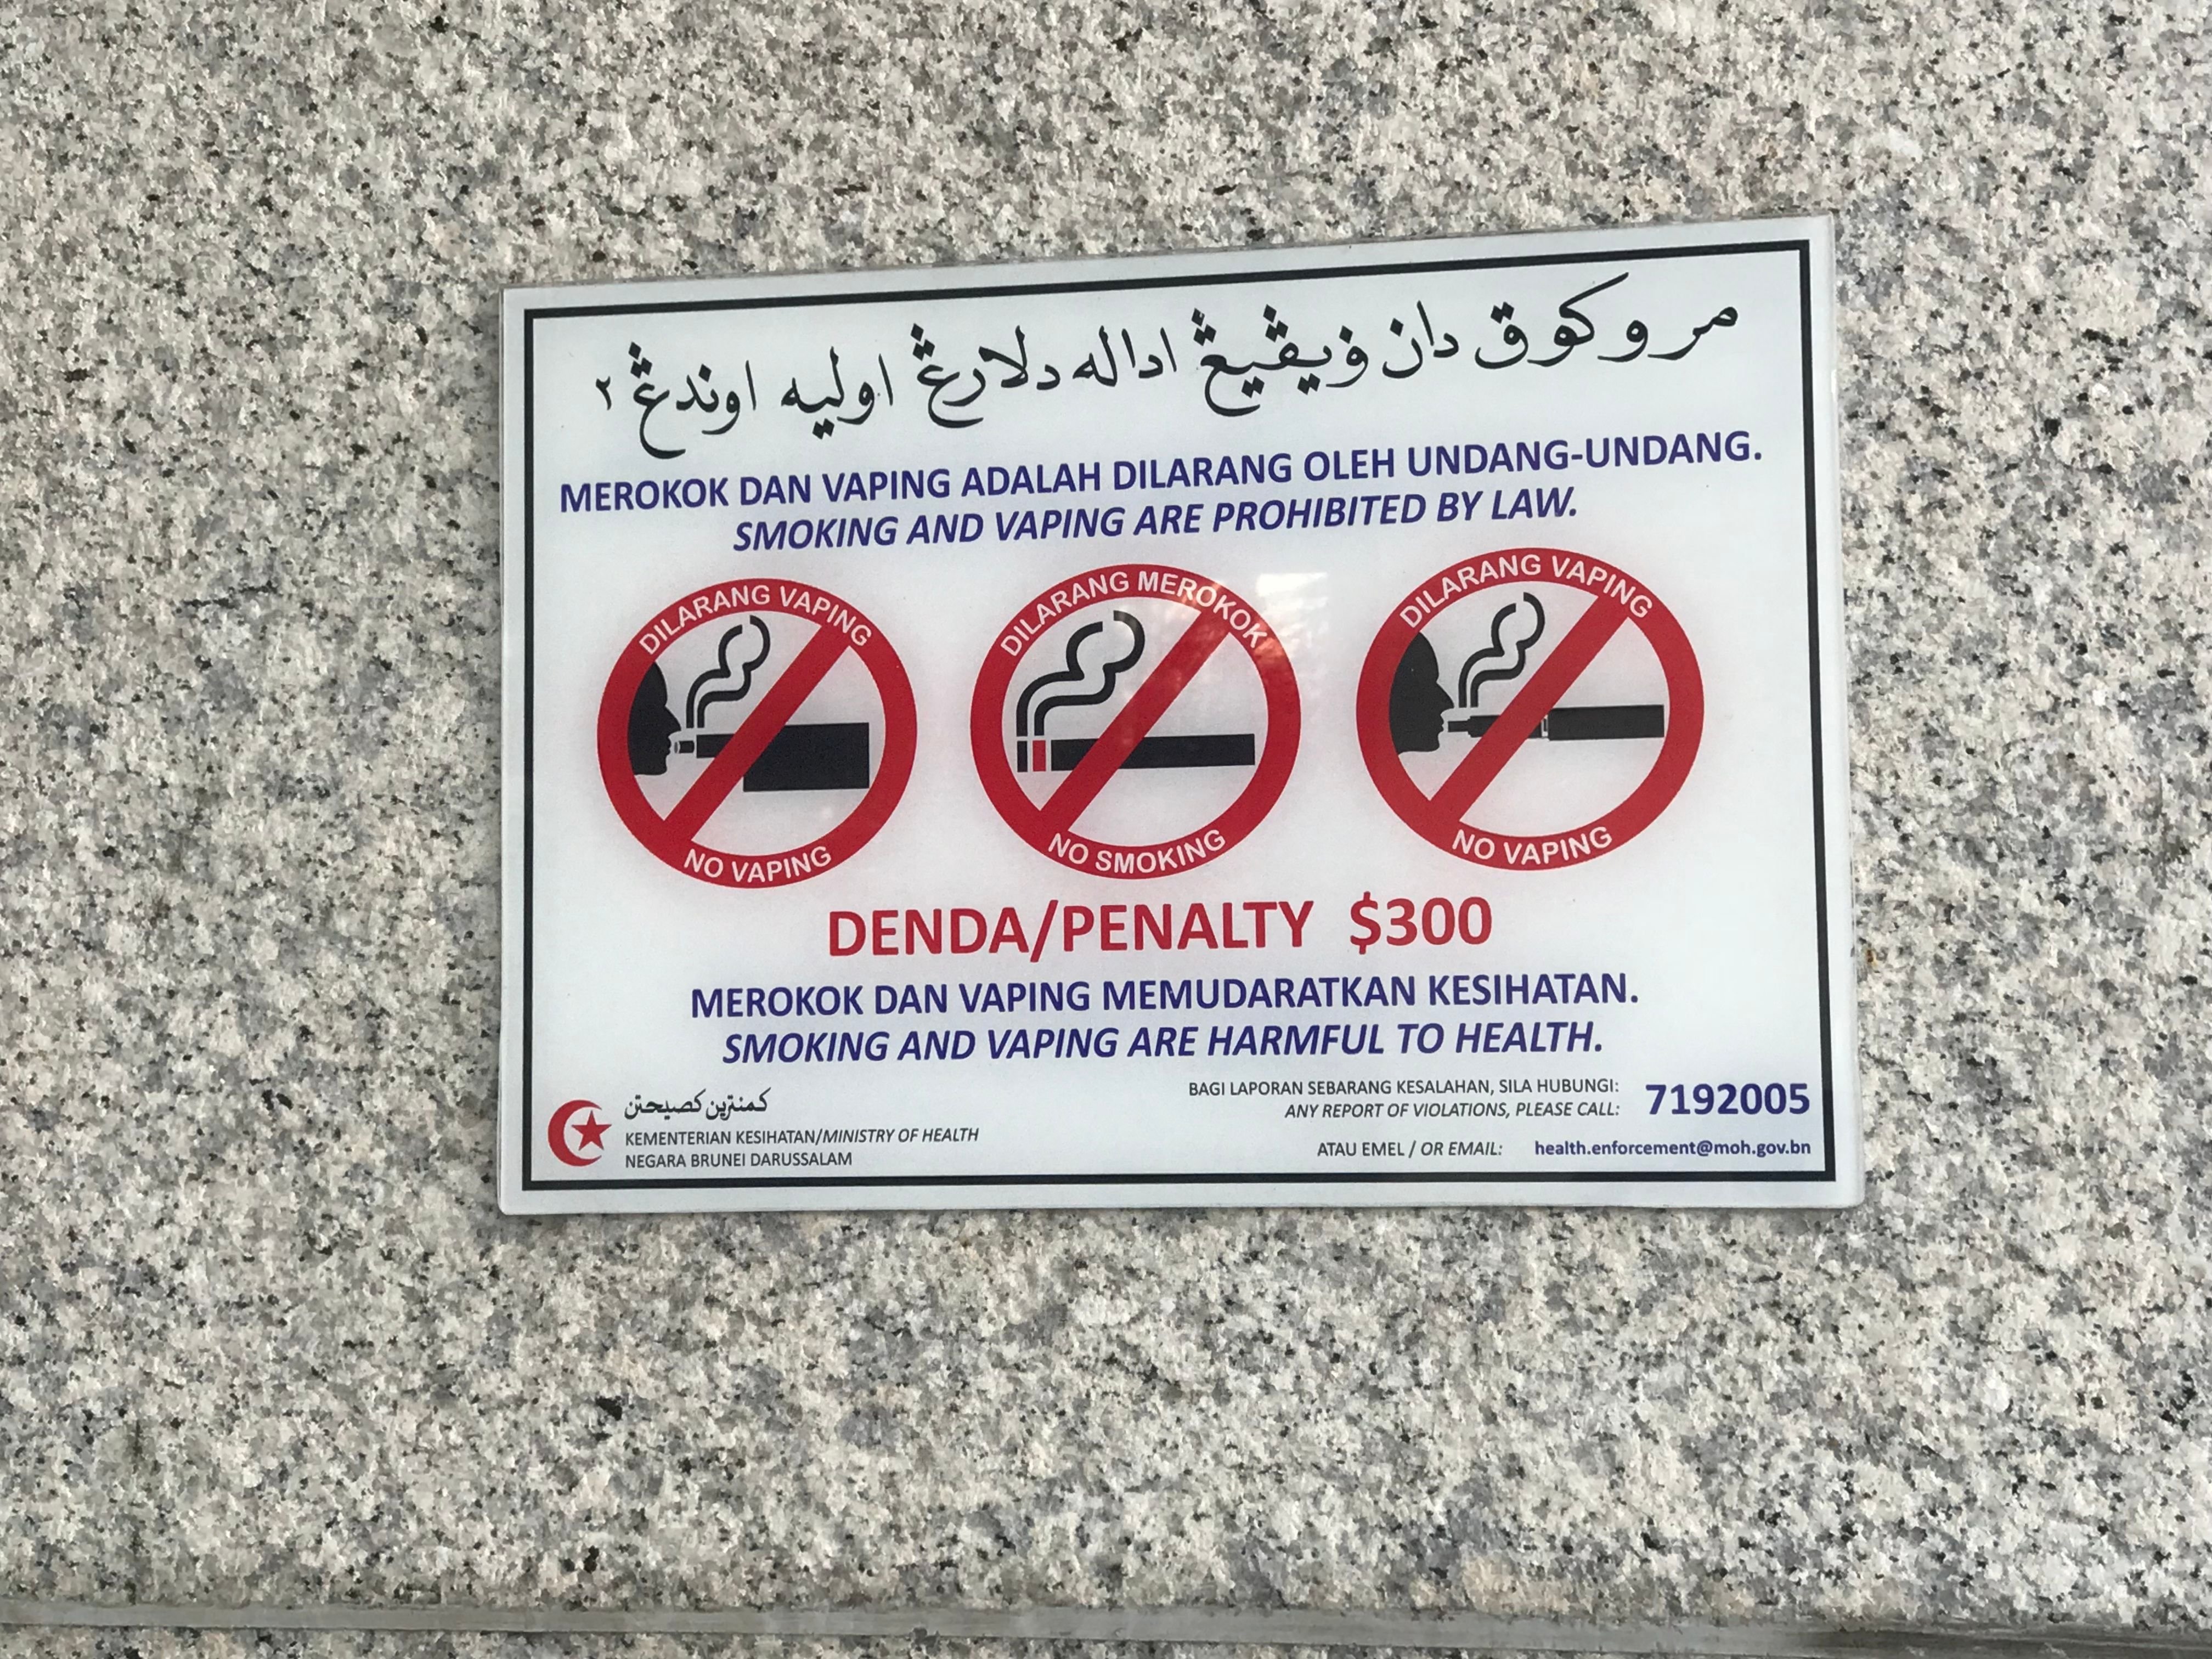 مروکوق دان ۏيڤيڠ اداله دلارڠ اوليه اوندڠ٢
MEROKOK DAN VAPING ADALAH DILARANG OLEH UNDANG-UNDANG.
SMOKING AND VAPING ARE PROHIBITED BY LAW.
DILARANG VAPING
NO VAPING
DILARANG MEROKOK
NO SMOKING
DILARANG VAPING
NO VAPING
DENDA/PENALTY $300
MEROKOK DAN VAPING MEMUDARATKAN KESIHATAN.
SMOKING AND VAPING ARE HARMFUL TO HEALTH.
كمنترين كصيحتن
KEMENTERIAN KESIHATAN/MINISTRY OF HEALTH
NEGARA BRUNEI DARUSSALAM
BAGI LAPORAN SEBARANG KESALAHAN, SILA HUBUNGI: 7192005
ANY REPORT OF VIOLATIONS, PLEASE CALL:
ATAU EMEL / OR EMAIL: health.enforcement@moh.gov.bn